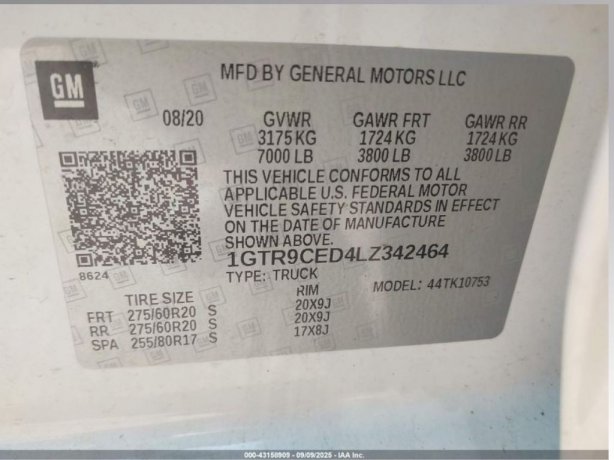 GM
MFD BY GENERAL MOTORS LLC
08/20 GVWR GAWR FRT GAWR RR
3175 KG 1724 KG 1724 KG
7000 LB 3800 LB 3800 LB
THIS VEHICLE CONFORMS TO ALL
APPLICABLE U.S. FEDERAL MOTOR
VEHICLE SAFETY STANDARDS IN EFFECT
ON THE DATE OF MANUFACTURE
SHOWN ABOVE.
8624
1GTR9CED4LZ342464
TYPE: TRUCK MODEL: 44TK10753
TIRE SIZE RIM
FRT 275/60R20 S 20X9J
RR 275/60R20 S 20X9J
SPA 255/80R17 S 17X8J
000-43158909 - 09/09/2025 - IAA Inc.